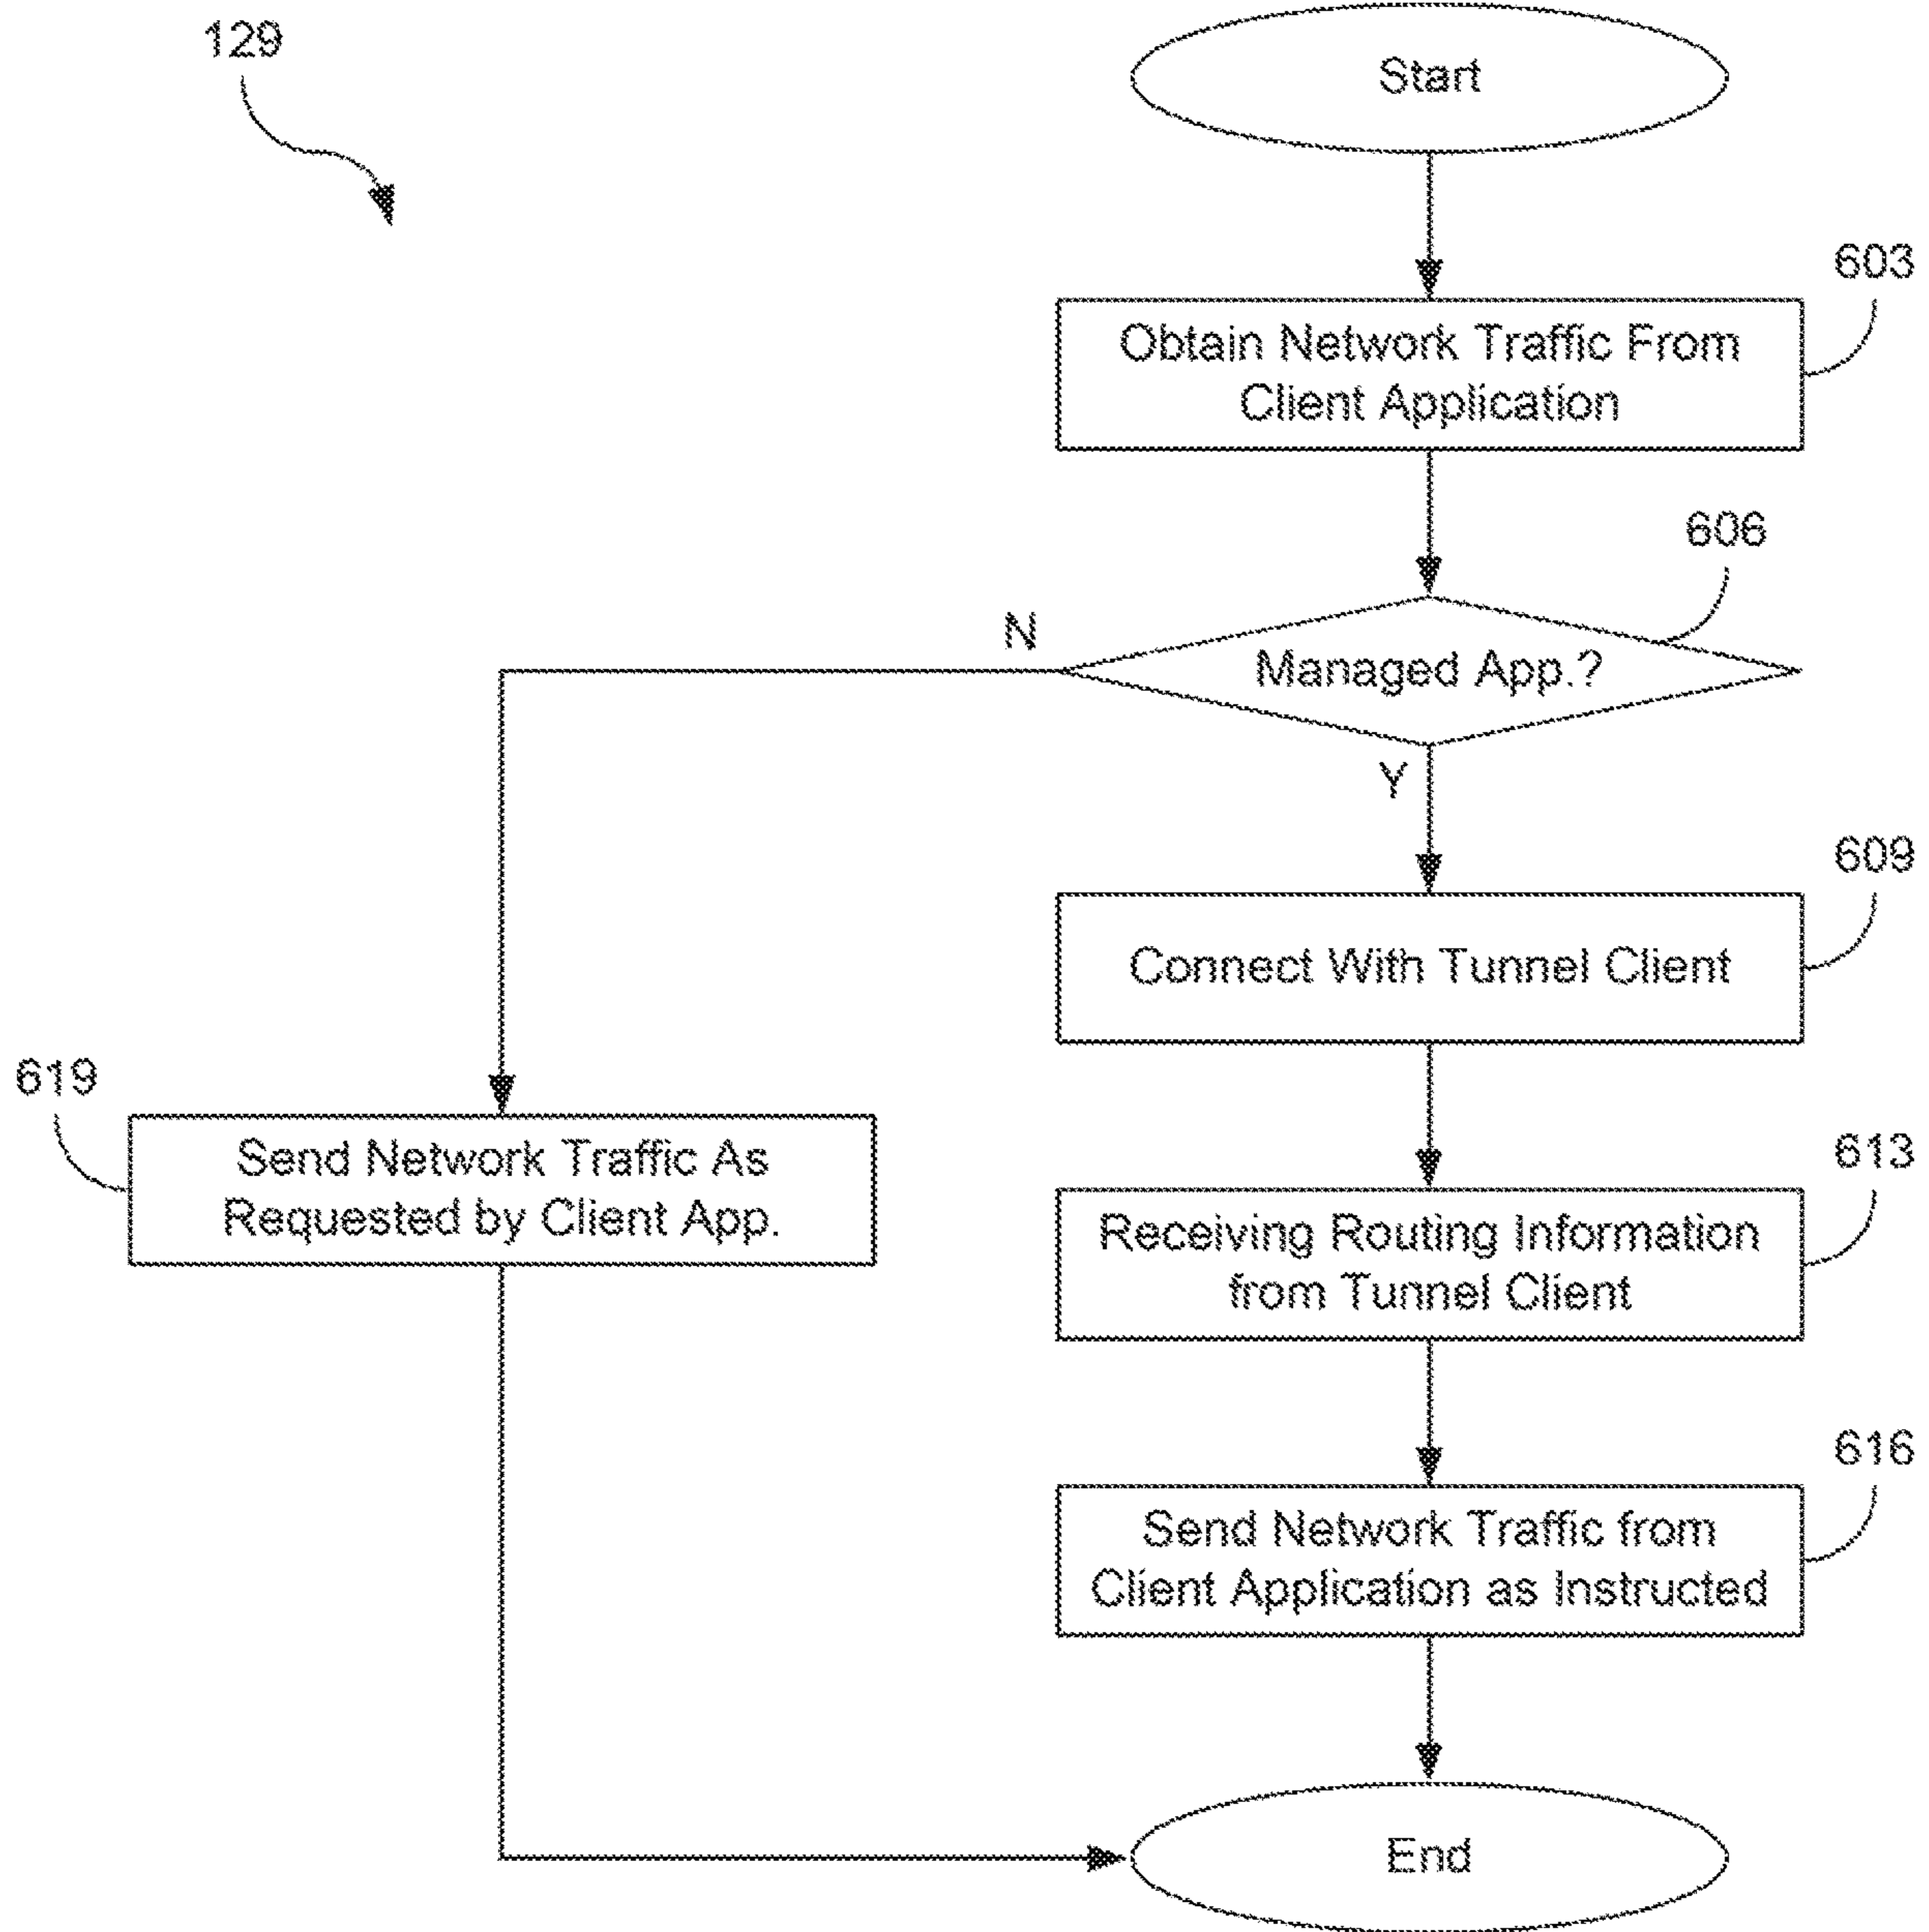 129
Start
603
Obtain Network Traffic From
Client Application
606
N
Managed App.?
Y
609
Connect With Tunnel Client
619
Send Network Traffic As
Requested by Client App.
613
Receiving Routing Information
from Tunnel Client
616
Send Network Traffic from
Client Application as Instructed
End